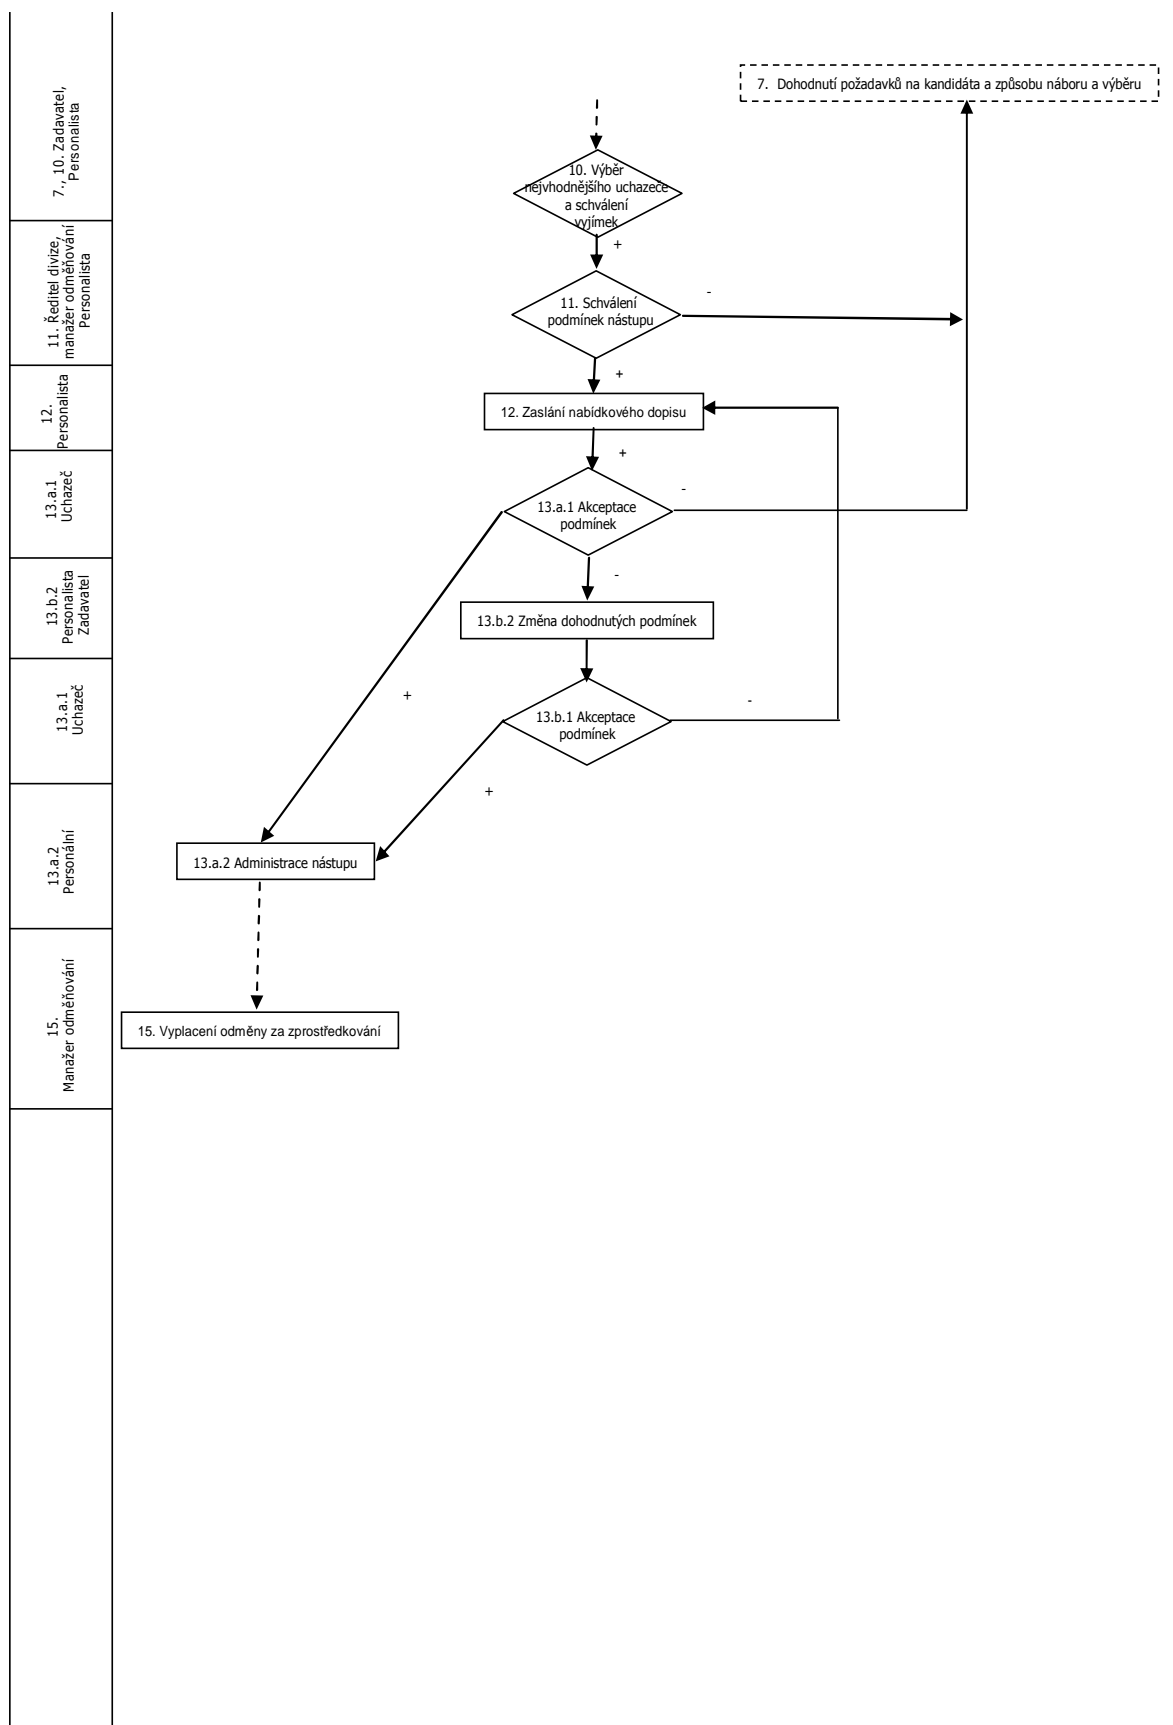 7., 10. Zadavatel,
Personalista
7. Dohodnutí požadavků na kandidáta a způsobu náboru a výběru
10. Výběr
nejvhodnějšího uchazeče
a schválení
vyjímek
+
11. Ředitel divize,
manažer odměňování
Personalista
11. Schválení
podmínek nástupu
-
+
12.
Personalista
12. Zaslání nabídkového dopisu
+
13.a.1
Uchazeč
13.a.1 Akceptace
podmínek
-
-
13.b.2
Personalista
Zadavatel
13.b.2 Změna dohodnutých podmínek
13.a.1
Uchazeč
+
13.b.1 Akceptace
podmínek
-
+
13.a.2
Personální
13.a.2 Administrace nástupu
15.
Manažer odměňování
15. Vyplacení odměny za zprostředkování